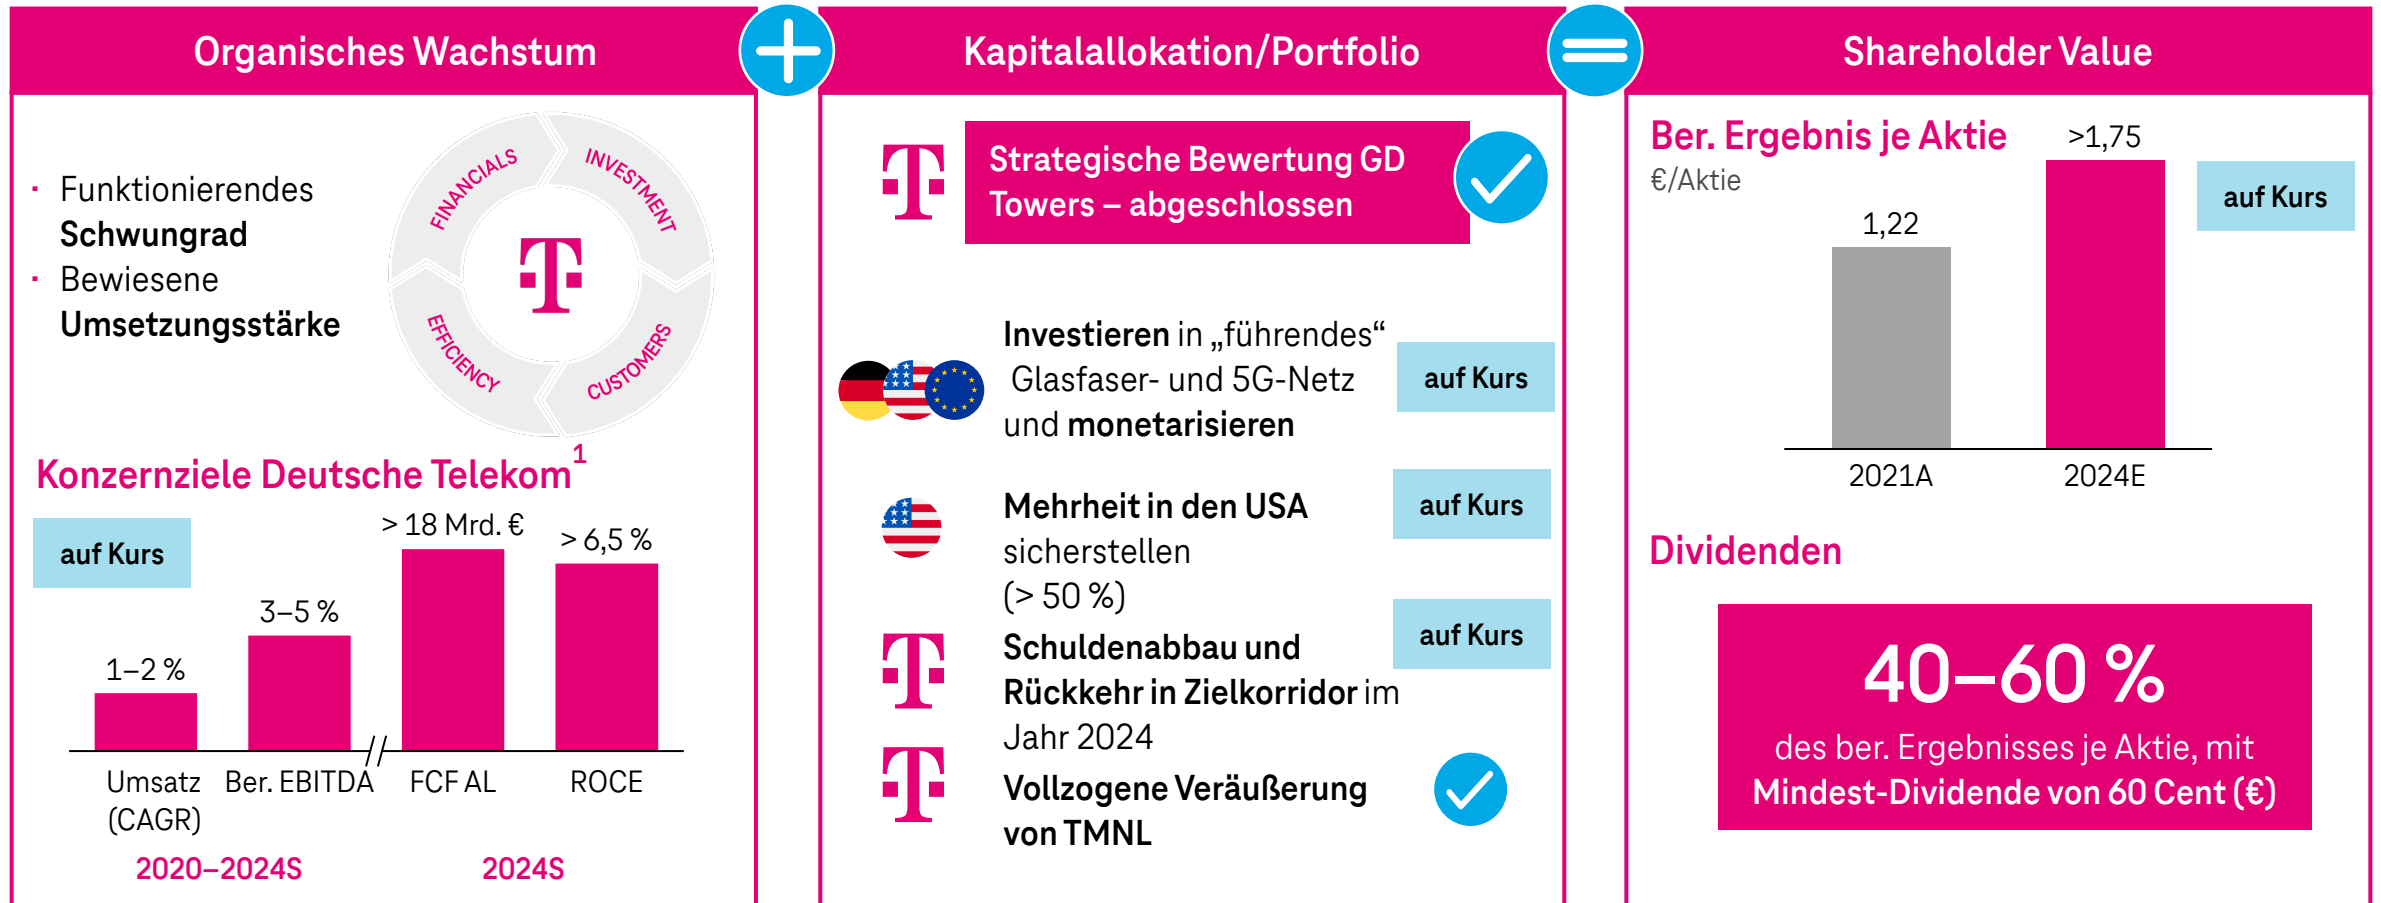 Organisches Wachstum
· Funktionierendes
Schwungrad
· Bewiesene
Umsetzungsstärke
FINANCIALS
INVESTMENT
EFFICIENCY
CUSTOMERS
T
Konzernziele Deutsche Telekom¹
auf Kurs
1–2 %
3–5 %
> 18 Mrd. €
> 6,5 %
Umsatz
(CAGR)
Ber. EBITDA
FCF AL
ROCE
2020–2024S
2024S
+
Kapitalallokation/Portfolio
T
Strategische Bewertung GD
Towers – abgeschlossen
Investieren in „führendes“
Glasfaser- und 5G-Netz
und monetarisieren
auf Kurs
Mehrheit in den USA
sicherstellen
(> 50 %)
auf Kurs
T
Schuldenabbau und
Rückkehr in Zielkorridor im
Jahr 2024
auf Kurs
T
Vollzogene Veräußerung
von TMNL
=
Shareholder Value
Ber. Ergebnis je Aktie
€/Aktie
1,22
>1,75
auf Kurs
2021A
2024E
Dividenden
40–60 %
des ber. Ergebnisses je Aktie, mit
Mindest-Dividende von 60 Cent (€)